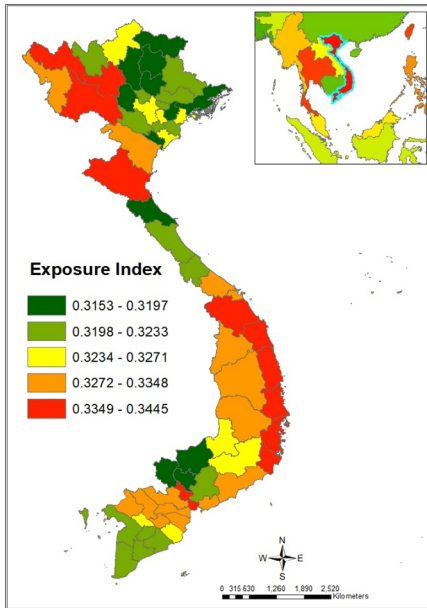 Exposure Index
0.3153 - 0.3197
0.3198 - 0.3233
0.3234 - 0.3271
0.3272 - 0.3348
0.3349 - 0.3445
N
W E
S
0 315 630 1,260 1,890 2,520
Kilometers